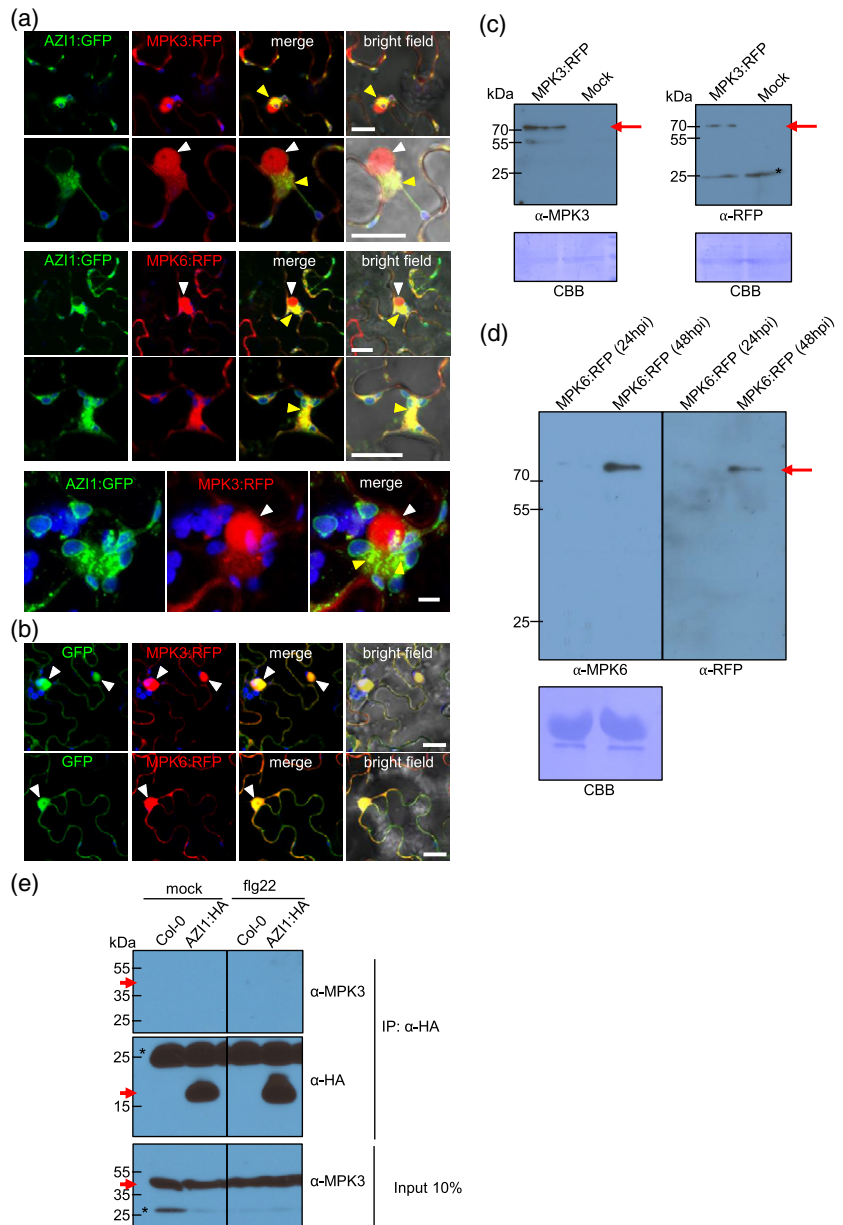 (a)
AZI1:GFP MPK3:RFP merge bright field
AZI1:GFP MPK6:RFP merge bright field
AZI1:GFP MPK3:RFP merge
(b)
GFP MPK3:RFP merge bright field
GFP MPK6:RFP merge bright field
(c)
kDa MPK3:RFP Mock
70
55
25
*
α-MPK3
CBB
MPK3:RFP Mock
70
55
25
*
α-RFP
CBB
(d)
MPK6:RFP (24hpi) MPK6:RFP (48hpi) MPK6:RFP (24hpi) MPK6:RFP (48hpi)
70
55
25
α-MPK6 α-RFP
CBB
(e)
mock flg22
kDa Col-0 AZI1:HA Col-0 AZI1:HA
55
35
25
α-MPK3
IP: α-HA
*
25
15
α-HA
55
35
25
*
α-MPK3
Input 10%